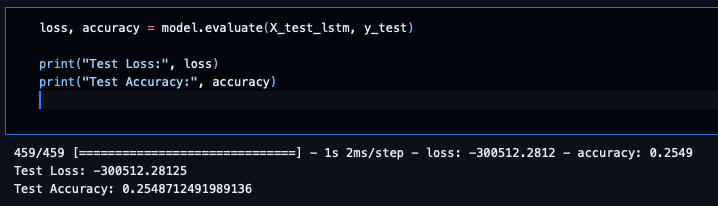 loss, accuracy = model.evaluate(X_test_lstm, y_test)
print("Test Loss:", loss)
print("Test Accuracy:", accuracy)
459/459 [==============================] - 1s 2ms/step - loss: -300512.2812 - accuracy: 0.2549
Test Loss: -300512.28125
Test Accuracy: 0.2548712491989136